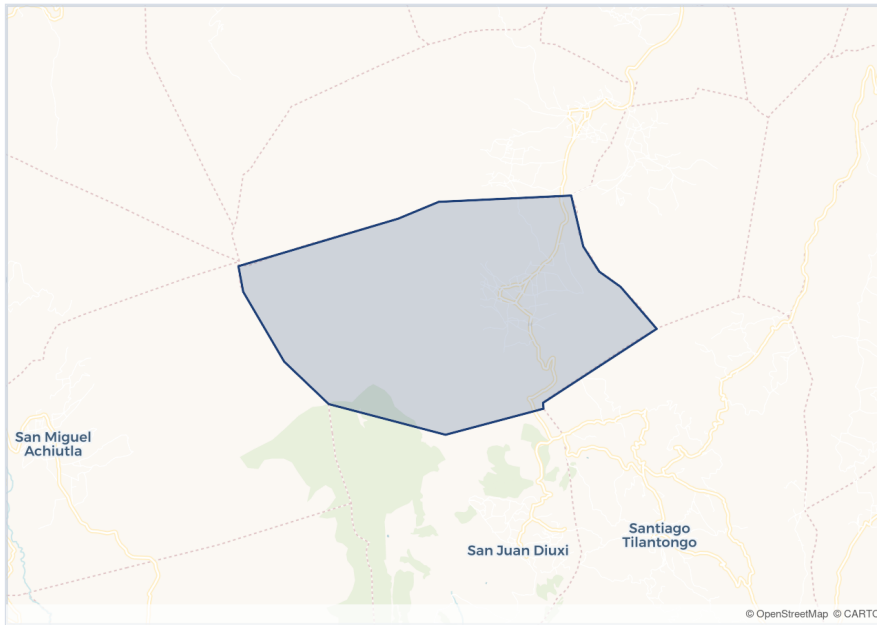 San Miguel
Achiutla
San Juan Diuxi
Santiago
Tilantongo
© OpenStreetMap © CARTO